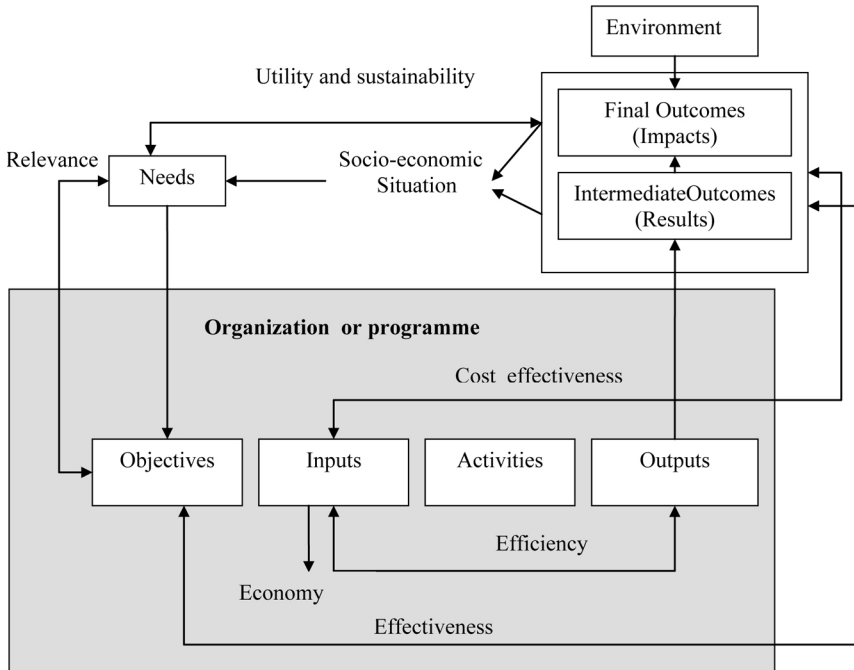 Environment
Utility and sustainability
Final Outcomes
(Impacts)
Relevance
Needs
Socio-economic
Situation
IntermediateOutcomes
(Results)
Organization or programme
Cost effectiveness
Objectives
Inputs
Activities
Outputs
Efficiency
Economy
Effectiveness